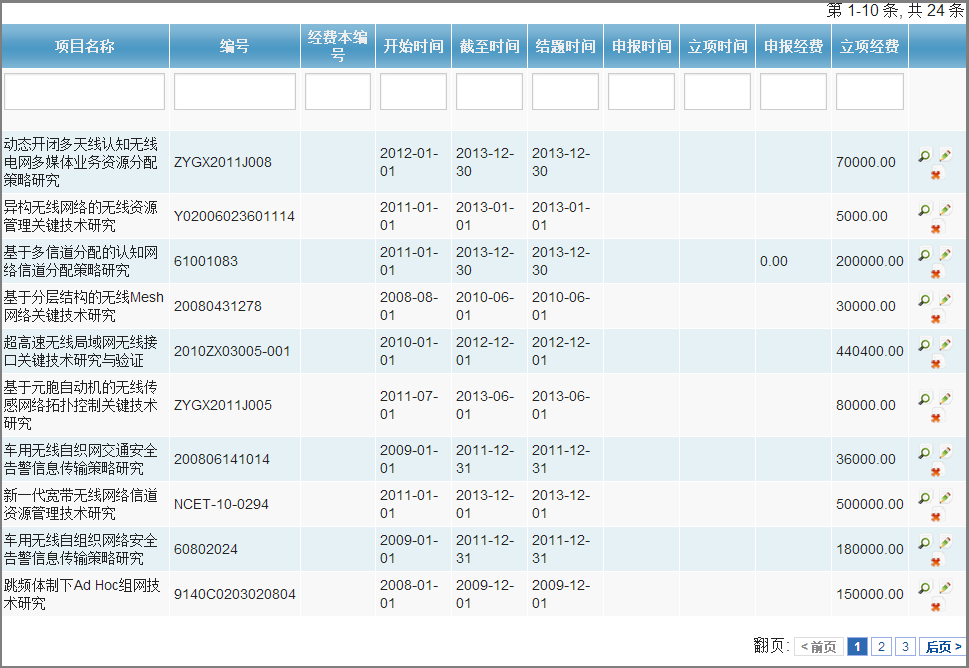 第 1-10 条, 共 24 条
项目名称 编号 经费本编号 开始时间 截至时间 结题时间 申报时间 立项时间 申报经费 立项经费
动态开闭多天线认知无线
电网多媒体业务资源分配
策略研究
ZYGX2011J008 2012-01-01 2013-12-30 2013-12-30 70000.00
异构无线网络的无线资源
管理关键技术研究
Y02006023601114 2011-01-01 2013-01-01 2013-01-01 5000.00
基于多信道分配的认知网
络信道分配策略研究
61001083 2011-01-01 2013-12-30 2013-12-30 0.00 200000.00
基于分层结构的无线Mesh
网络关键技术研究
20080431278 2008-08-01 2010-06-01 2010-06-01 30000.00
超高速无线局域网无线接
口关键技术研究与验证
2010ZX03005-001 2010-01-01 2012-12-01 2012-12-01 440400.00
基于元胞自动机的无线传
感网络拓扑控制关键技术
研究
ZYGX2011J005 2011-07-01 2013-06-01 2013-06-01 80000.00
车用无线自织网交通安全
告警信息传输策略研究
200806141014 2009-01-01 2011-12-31 2011-12-31 36000.00
新一代宽带无线网络信道
资源管理技术研究
NCET-10-0294 2011-01-01 2013-12-01 2013-12-01 500000.00
车用无线自组织网络安全
告警信息传输策略研究
60802024 2009-01-01 2011-12-31 2011-12-31 180000.00
跳频体制下Ad Hoc组网技
术研究
9140C0203020804 2008-01-01 2009-12-01 2009-12-01 150000.00
翻页: < 前页 1 2 3 后页 >